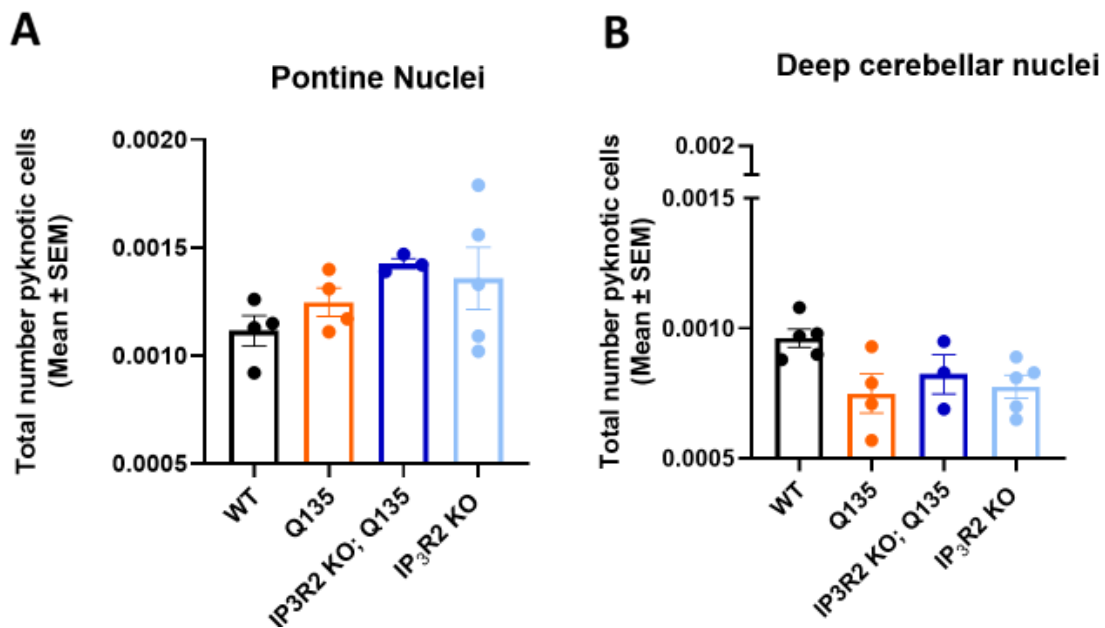 A
Pontine Nuclei
Total number pyknotic cells
(Mean ± SEM)
0.0020
0.0015
0.0010
0.0005
WT
Q135
IP3R2 KO; Q135
IP₃R2 KO
B
Deep cerebellar nuclei
Total number pyknotic cells
(Mean ± SEM)
0.002
0.0015
0.0010
0.0005
WT
Q135
IP3R2 KO; Q135
IP₃R2 KO